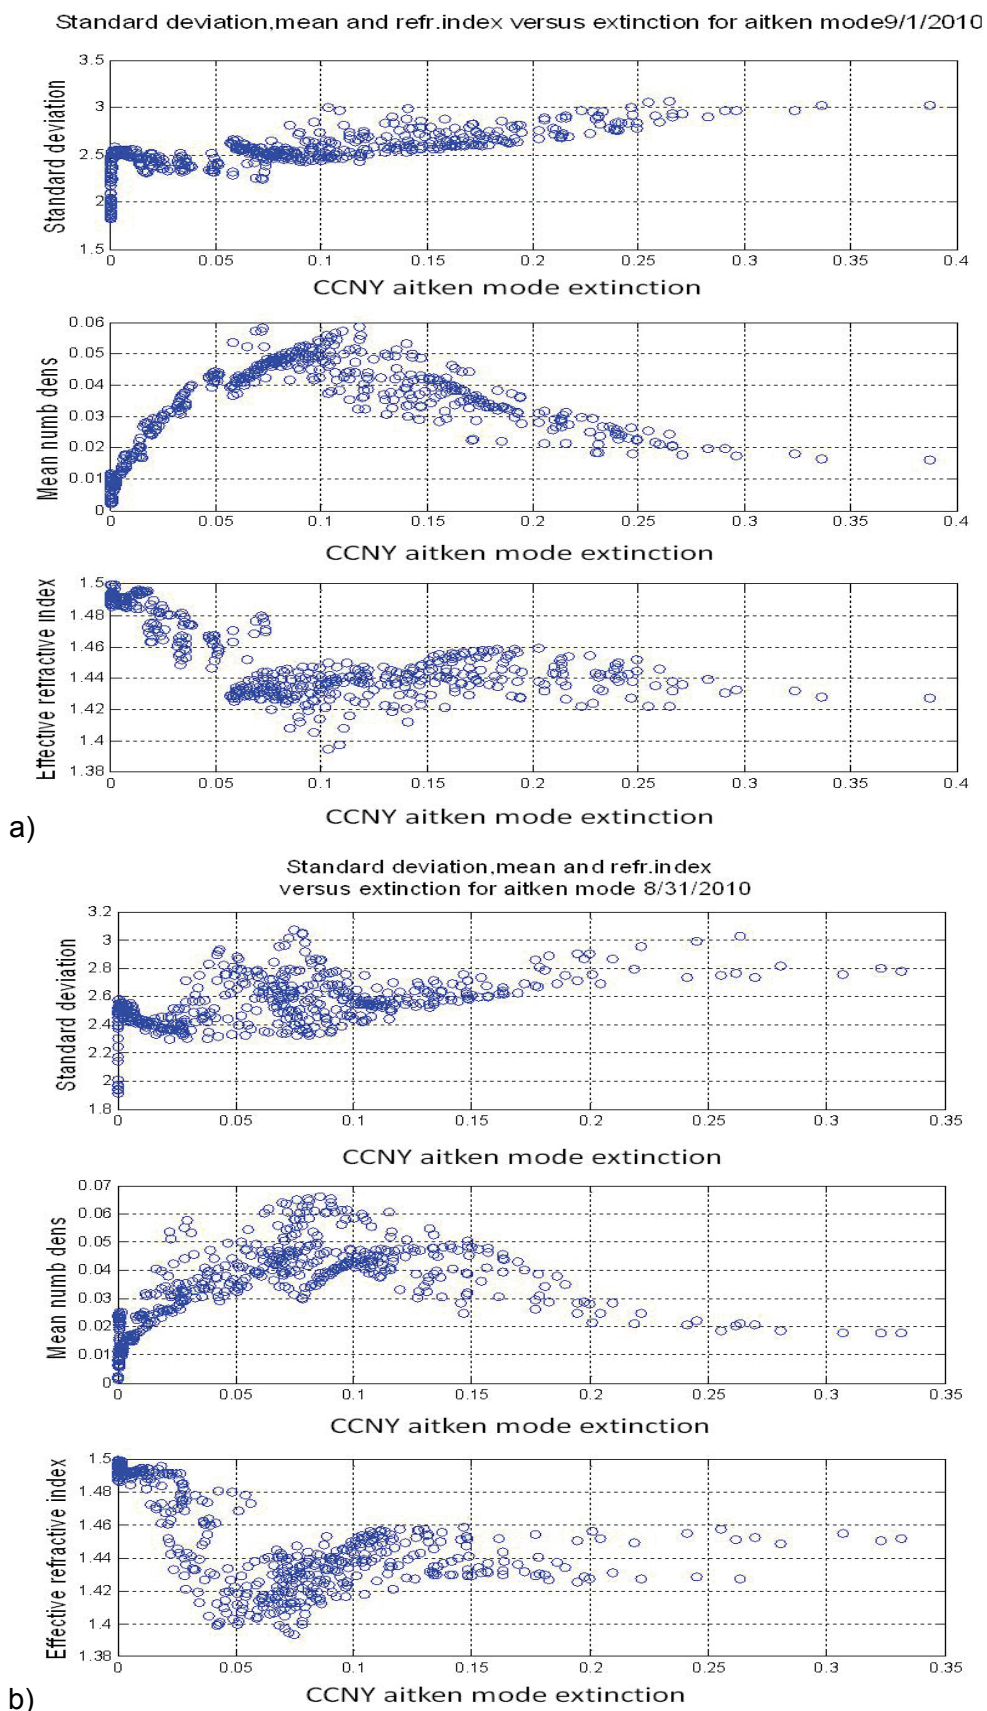 Standard deviation,mean and refr.index versus extinction for aitken mode9/1/2010
3.5
3
2.5
2
1.5
Standard deviation
0 0.05 0.1 0.15 0.2 0.25 0.3 0.35 0.4
CCNY aitken mode extinction
0.06
0.05
0.04
0.03
0.02
0.01
0
Mean numb dens
0 0.05 0.1 0.15 0.2 0.25 0.3 0.35 0.4
CCNY aitken mode extinction
1.5
1.48
1.46
1.44
1.42
1.4
1.38
Effective refractive index
0 0.05 0.1 0.15 0.2 0.25 0.3 0.35 0.4
CCNY aitken mode extinction
a)
Standard deviation,mean and refr.index
versus extinction for aitken mode 8/31/2010
3.2
3
2.8
2.6
2.4
2.2
2
1.8
Standard deviation
0 0.05 0.1 0.15 0.2 0.25 0.3 0.35
CCNY aitken mode extinction
0.07
0.06
0.05
0.04
0.03
0.02
0.01
0
Mean numb dens
0 0.05 0.1 0.15 0.2 0.25 0.3 0.35
CCNY aitken mode extinction
1.5
1.48
1.46
1.44
1.42
1.4
1.38
Effective refractive index
0 0.05 0.1 0.15 0.2 0.25 0.3 0.35
CCNY aitken mode extinction
b)